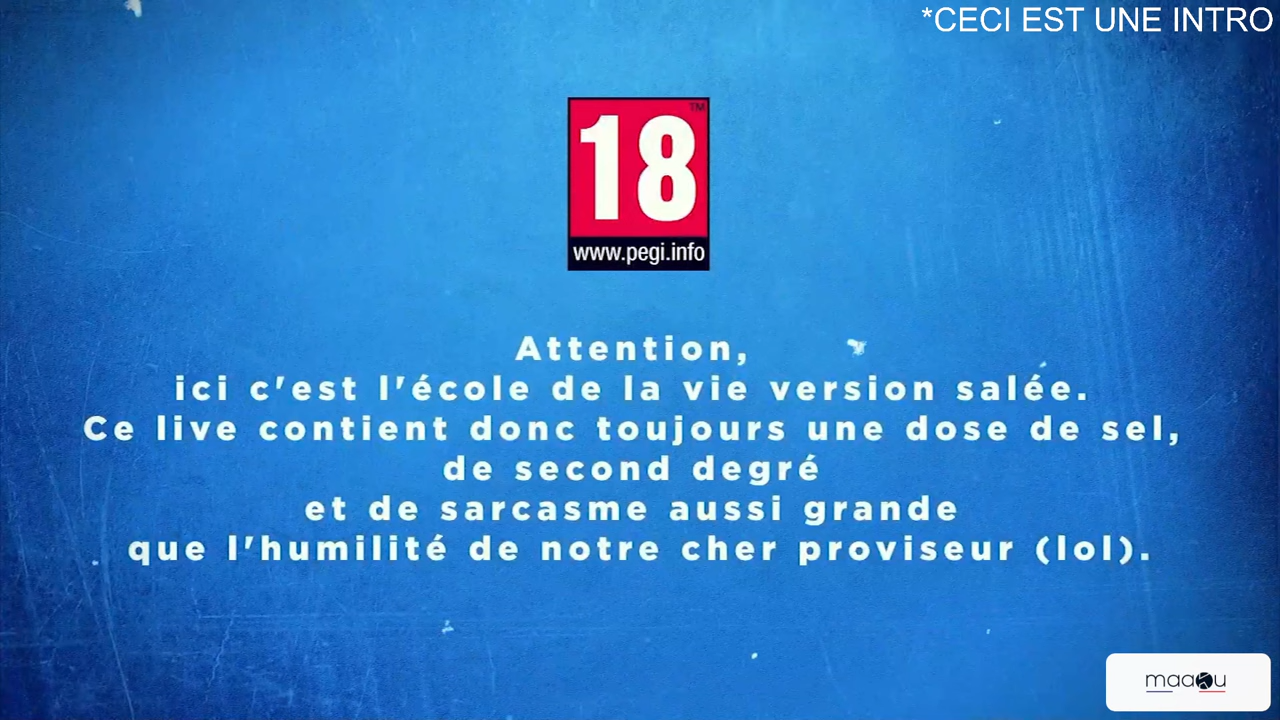 *CECI EST UNE INTRO
18
TM
www.pegi.info
Attention,
ici c'est l'école de la vie version salée.
Ce live contient donc toujours une dose de sel,
de second degré
et de sarcasme aussi grande
que l'humilité de notre cher proviseur (lol).
maaKu